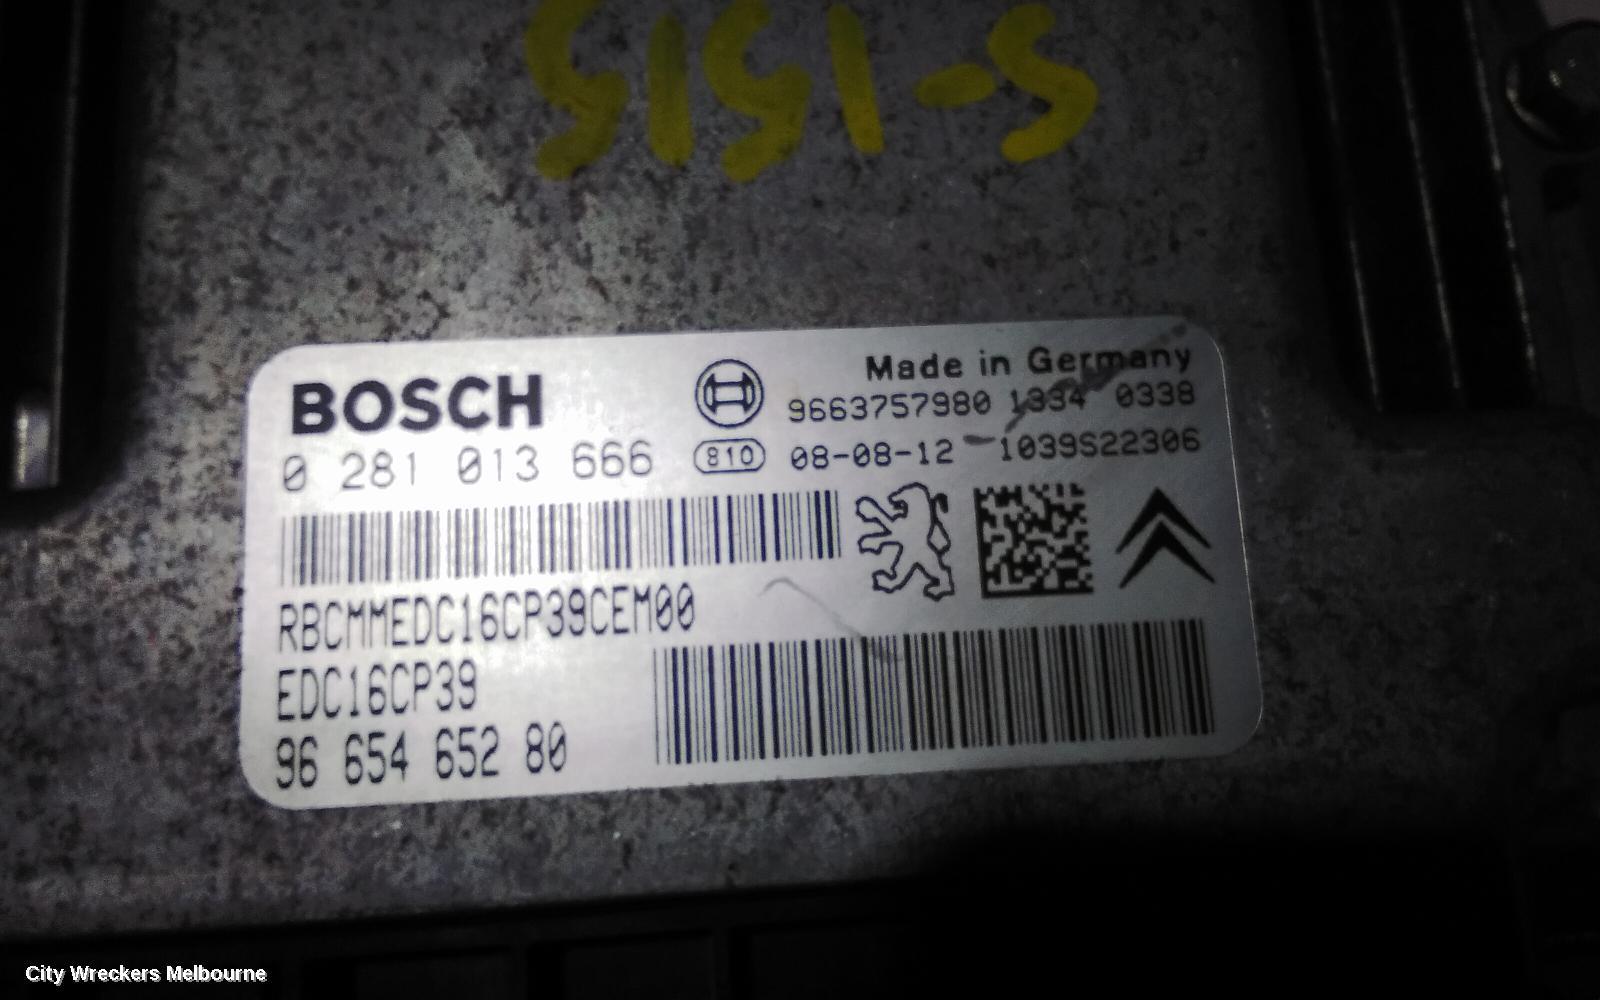 S-1515
BOSCH
Made in Germany
9663757980 1334 0338
0 281 013 666
810
08-08-12 1039S22306
RBCMMEDC16CP39CEM00
EDC16CP39
96 654 652 80
City Wreckers Melbourne